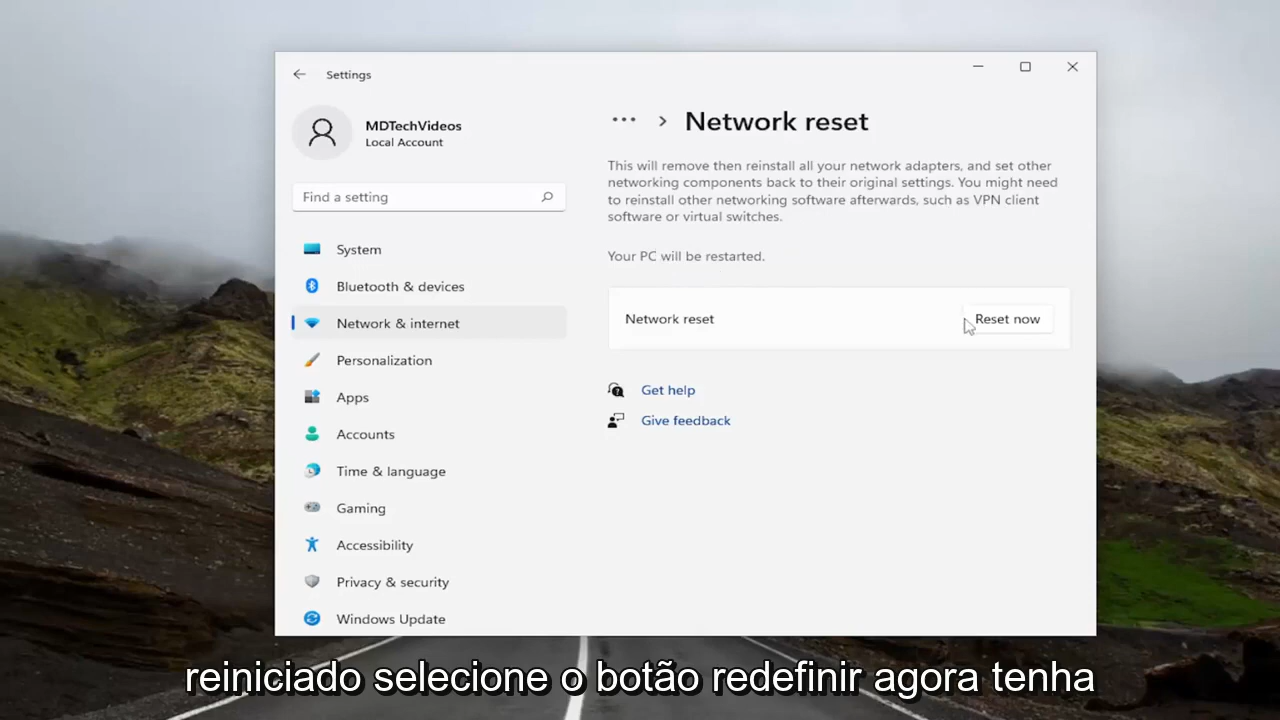 Settings
MDTechVideos
Local Account
Find a setting
System
Bluetooth & devices
Network & internet
Personalization
Apps
Accounts
Time & language
Gaming
Accessibility
Privacy & security
Windows Update
... > Network reset
This will remove then reinstall all your network adapters, and set other
networking components back to their original settings. You might need
to reinstall other networking software afterwards, such as VPN client
software or virtual switches.
Your PC will be restarted.
Network reset
Reset now
Get help
Give feedback
reiniciado selecione o botão redefinir agora tenha